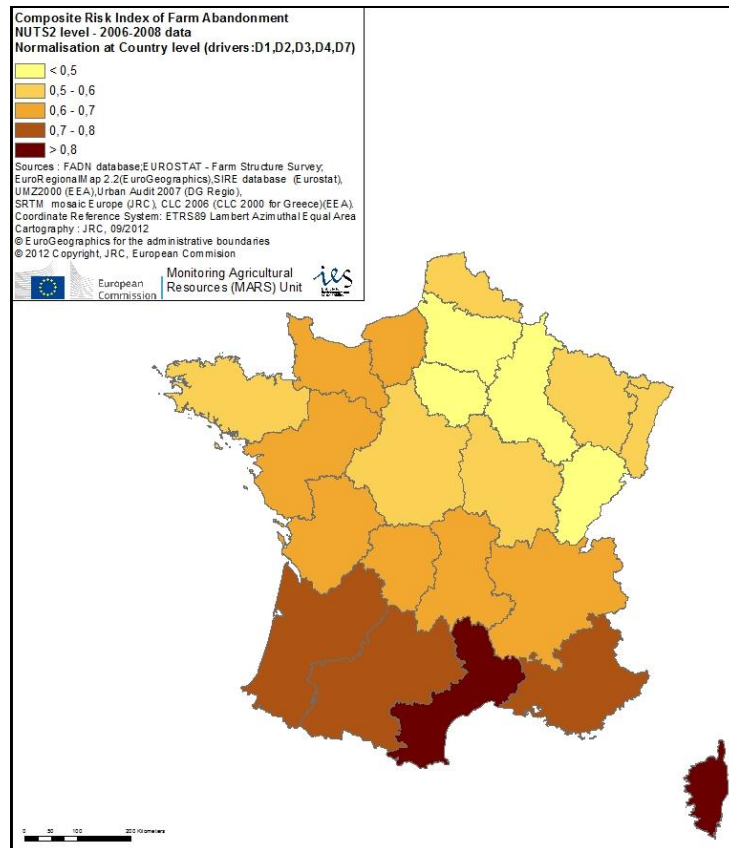 Composite Risk Index of Farm Abandonment
NUTS2 level - 2006-2008 data
Normalisation at Country level (drivers:D1,D2,D3,D4,D7)
< 0,5
0,5 - 0,6
0,6 - 0,7
0,7 - 0,8
> 0,8
Sources : FADN database;EUROSTAT - Farm Structure Survey;
EuroRegionalMap 2.2(EuroGeographics),SIRE database (Eurostat),
UMZ2000 (EEA),Urban Audit 2007 (DG Regio),
SRTM mosaic Europe (JRC), CLC 2006 (CLC 2000 for Greece)(EEA).
Coordinate Reference System: ETRS89 Lambert Azimuthal Equal Area
Cartography : JRC, 09/2012
© EuroGeographics for the administrative boundaries
© 2012 Copyright, JRC, European Commision
European Commission
Monitoring Agricultural
Resources (MARS) Unit
ies
0 50 100 200 Kilometers